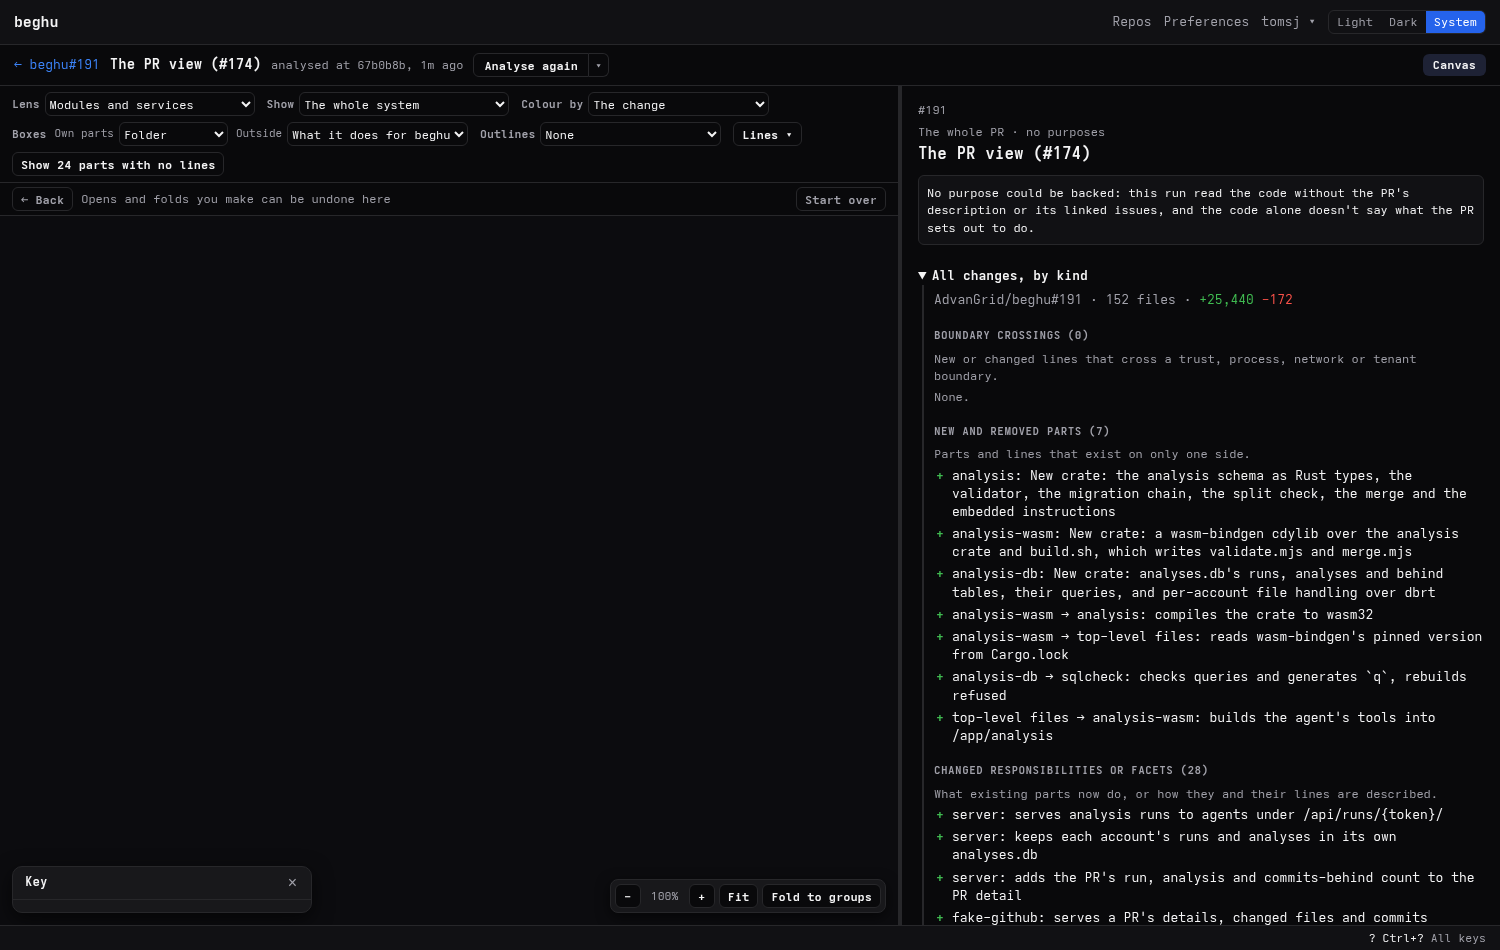 beghu
Repos Preferences tomsj ▾ Light Dark System
← beghu#191 The PR view (#174) analysed at 67b0b8b, 1m ago Analyse again ▾ Canvas
Lens Modules and services Show The whole system Colour by The change
Boxes Own parts Folder Outside What it does for beghu Outlines None Lines ▾
Show 24 parts with no lines
← Back Opens and folds you make can be undone here Start over
Key ×
− 100% + Fit Fold to groups
#191
The whole PR · no purposes
The PR view (#174)
No purpose could be backed: this run read the code without the PR's
description or its linked issues, and the code alone doesn't say what the PR
sets out to do.
▼ All changes, by kind
AdvanGrid/beghu#191 · 152 files · +25,440 −172
BOUNDARY CROSSINGS (0)
New or changed lines that cross a trust, process, network or tenant
boundary.
None.
NEW AND REMOVED PARTS (7)
Parts and lines that exist on only one side.
+ analysis: New crate: the analysis schema as Rust types, the
validator, the migration chain, the split check, the merge and the
embedded instructions
+ analysis-wasm: New crate: a wasm-bindgen cdylib over the analysis
crate and build.sh, which writes validate.mjs and merge.mjs
+ analysis-db: New crate: analyses.db's runs, analyses and behind
tables, their queries, and per-account file handling over dbrt
+ analysis-wasm → analysis: compiles the crate to wasm32
+ analysis-wasm → top-level files: reads wasm-bindgen's pinned version
from Cargo.lock
+ analysis-db → sqlcheck: checks queries and generates `q`, rebuilds
refused
+ top-level files → analysis-wasm: builds the agent's tools into
/app/analysis
CHANGED RESPONSIBILITIES OR FACETS (28)
What existing parts now do, or how they and their lines are described.
+ server: serves analysis runs to agents under /api/runs/{token}/
+ server: keeps each account's runs and analyses in its own
analyses.db
+ server: adds the PR's run, analysis and commits-behind count to the
PR detail
+ fake-github: serves a PR's details, changed files and commits
? Ctrl+? All keys